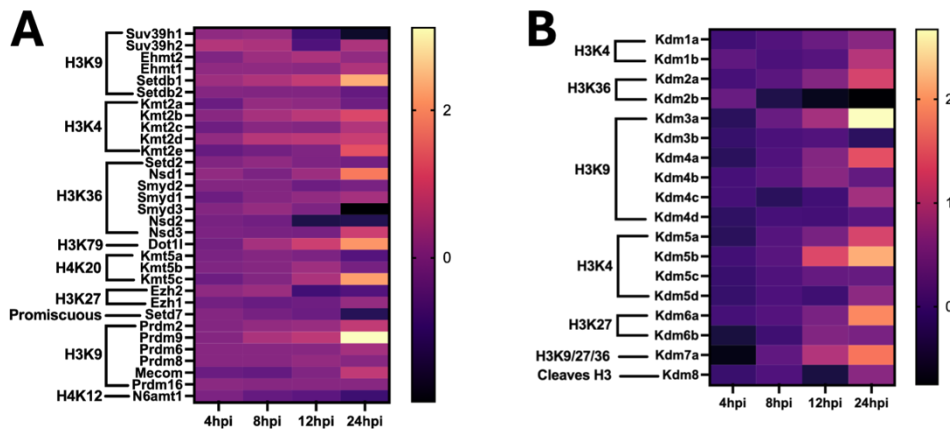 A
H3K9
Suv39h1
Suv39h2
Ehmt2
Ehmt1
Setdb1
Setdb2
H3K4
Kmt2a
Kmt2b
Kmt2c
Kmt2d
Kmt2e
H3K36
Setd2
Nsd1
Smyd2
Smyd1
Smyd3
Nsd2
Nsd3
H3K79
Dot1l
H4K20
Kmt5a
Kmt5b
Kmt5c
H3K27
Ezh2
Ezh1
Promiscuous
Setd7
H3K9
Prdm2
Prdm9
Prdm6
Prdm8
Mecom
Prdm16
H4K12
N6amt1
4hpi 8hpi 12hpi 24hpi
2
0
B
H3K4
Kdm1a
Kdm1b
H3K36
Kdm2a
Kdm2b
H3K9
Kdm3a
Kdm3b
Kdm4a
Kdm4b
Kdm4c
Kdm4d
H3K4
Kdm5a
Kdm5b
Kdm5c
Kdm5d
H3K27
Kdm6a
Kdm6b
H3K9/27/36
Kdm7a
Cleaves H3
Kdm8
4hpi 8hpi 12hpi 24hpi